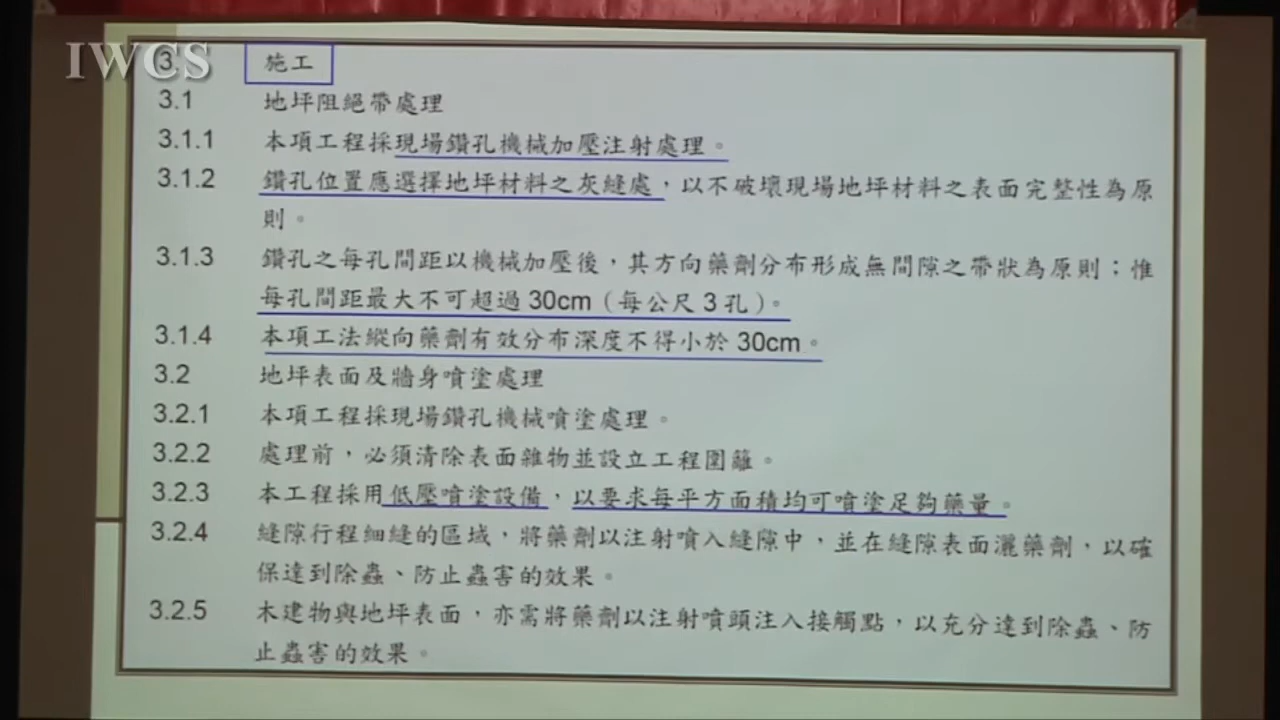 IWCS
3. 施工
3.1 地坪阻絕帶處理
3.1.1 本項工程採現場鑽孔機械加壓注射處理。
3.1.2 鑽孔位置應選擇地坪材料之灰縫處，以不破壞現場地坪材料之表面完整性為原
則。
3.1.3 鑽孔之每孔間距以機械加壓後，其方向藥劑分布形成無間隙之帶狀為原則；惟
每孔間距最大不可超過 30cm（每公尺 3 孔）。
3.1.4 本項工法縱向藥劑有效分布深度不得小於 30cm。
3.2 地坪表面及牆身噴塗處理
3.2.1 本項工程採現場鑽孔機械噴塗處理。
3.2.2 處理前，必須清除表面雜物並設立工程圍籬。
3.2.3 本工程採用低壓噴塗設備，以要求每平方面積均可噴塗足夠藥量。
3.2.4 縫隙行程細縫的區域，將藥劑以注射噴入縫隙中，並在縫隙表面灑藥劑，以確
保達到除蟲、防止蟲害的效果。
3.2.5 木建物與地坪表面，亦需將藥劑以注射噴頭注入接觸點，以充分達到除蟲、防
止蟲害的效果。